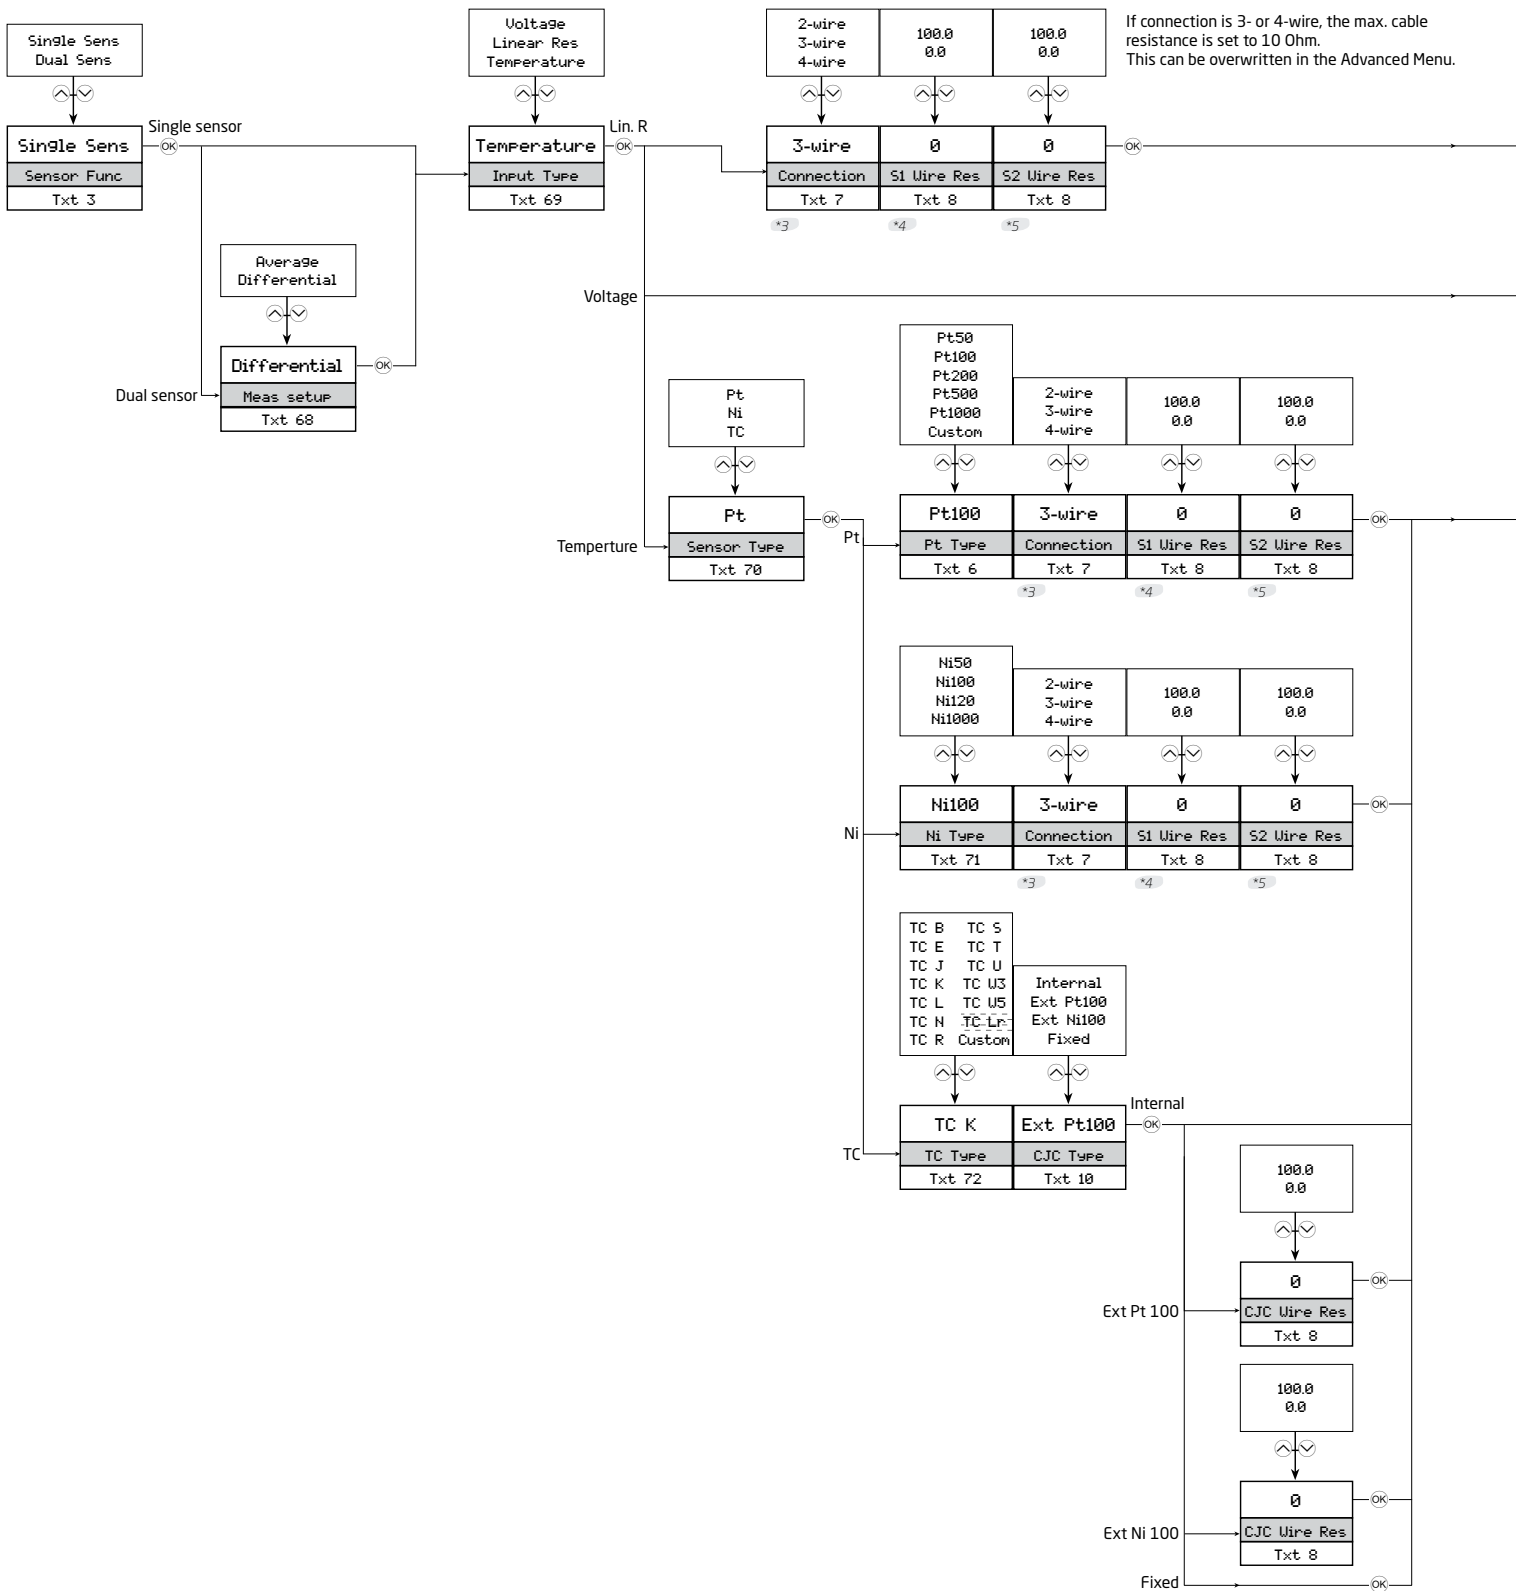 Single Sens
Dual Sens
Voltage
Linear Res
Temperature
2-wire
3-wire
4-wire
100.0
0.0
100.0
0.0
If connection is 3- or 4-wire, the max. cable
resistance is set to 10 Ohm.
This can be overwritten in the Advanced Menu.
Single sensor
Single Sens
OK
Sensor Func
Txt 3
Lin. R
Temperature
OK
Input Type
Txt 69
3-wire
Connection
Txt 7
*3
0
S1 Wire Res
Txt 8
*4
0
S2 Wire Res
Txt 8
*5
OK
Average
Differential
Differential
OK
Dual sensor
Meas setup
Txt 68
Voltage
Pt
Ni
TC
Temperture
Pt
OK
Sensor Type
Txt 70
Pt50
Pt100
Pt200
Pt500
Pt1000
Custom
2-wire
3-wire
4-wire
100.0
0.0
100.0
0.0
Pt
Pt100
Pt Type
Txt 6
3-wire
Connection
Txt 7
*3
0
S1 Wire Res
Txt 8
*4
0
S2 Wire Res
Txt 8
*5
OK
Ni50
Ni100
Ni120
Ni1000
2-wire
3-wire
4-wire
100.0
0.0
100.0
0.0
Ni
Ni100
Ni Type
Txt 71
3-wire
Connection
Txt 7
*3
0
S1 Wire Res
Txt 8
*4
0
S2 Wire Res
Txt 8
*5
OK
TC B TC S
TC E TC T
TC J TC U
TC K TC W3
TC L TC W5
TC N TC Lr
TC R Custom
Internal
Ext Pt100
Ext Ni100
Fixed
TC
TC K
TC Type
Txt 72
Ext Pt100
CJC Type
Txt 10
Internal
OK
100.0
0.0
Ext Pt 100
0
CJC Wire Res
Txt 8
OK
100.0
0.0
Ext Ni 100
0
CJC Wire Res
Txt 8
OK
Fixed
OK